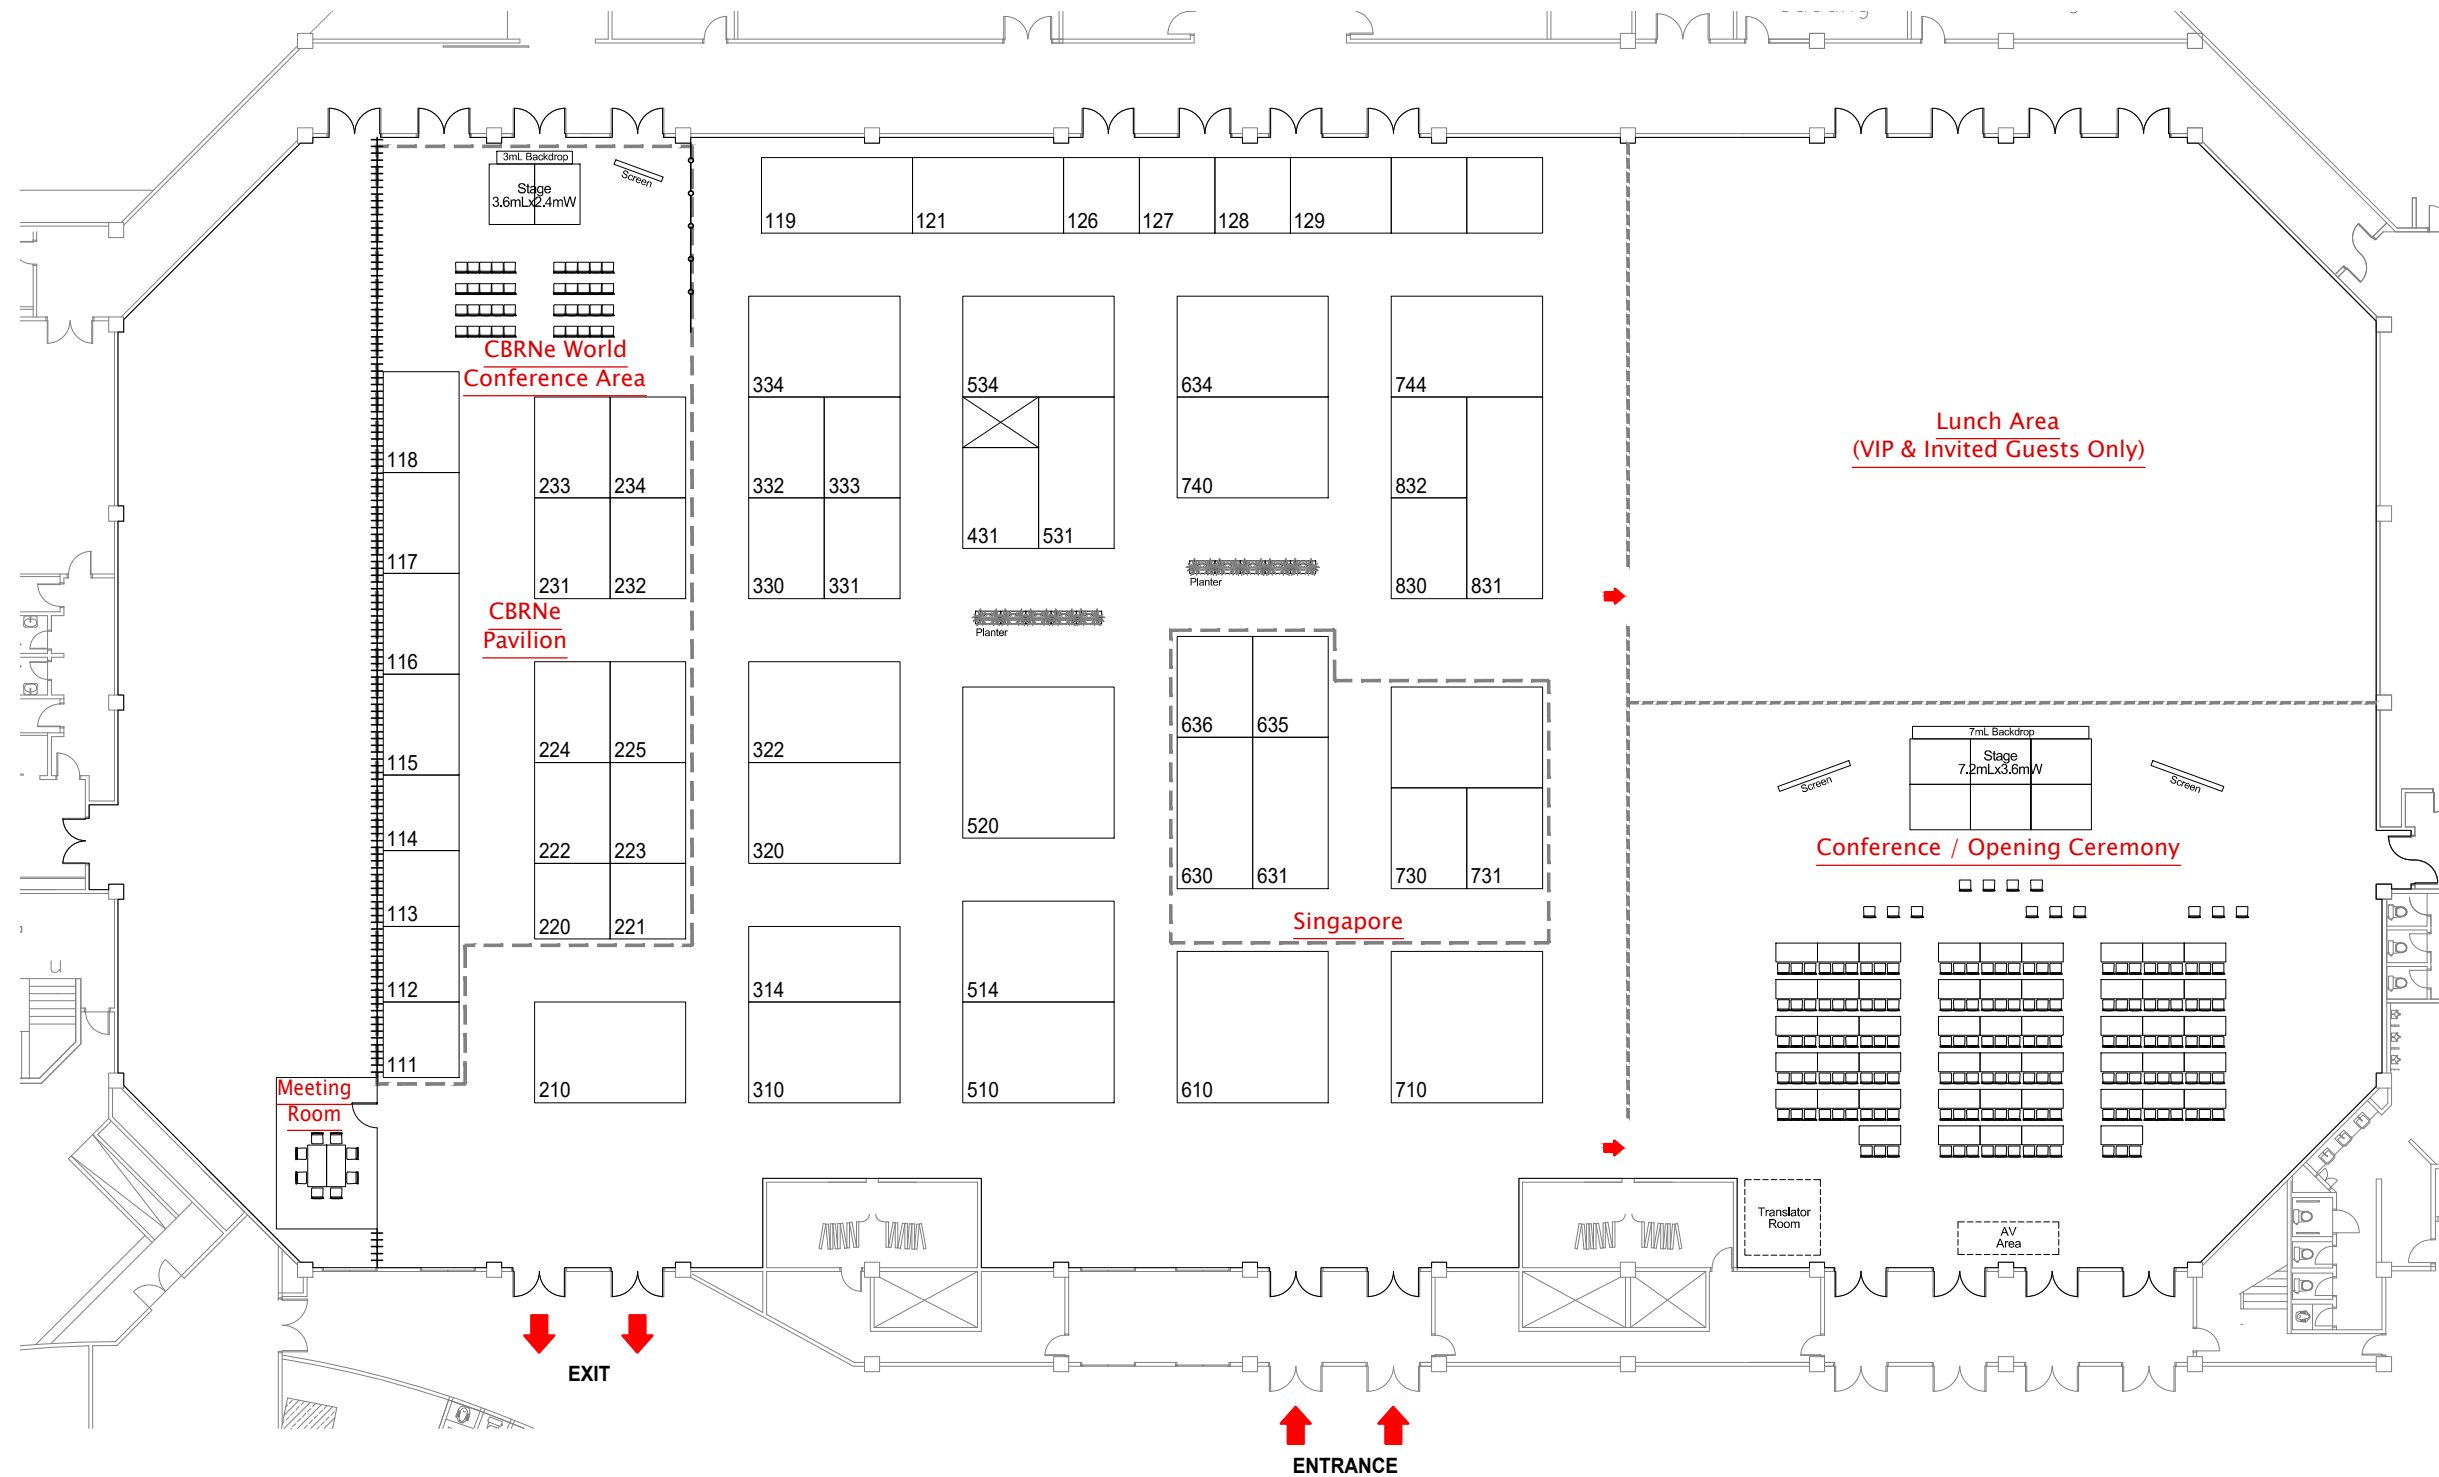 3mL Backdrop
Stage
3.6mLx2.4mW
Screen
119
121
126
127
128
129
CBRNe World
Conference Area
334
534
634
744
Lunch Area
(VIP & Invited Guests Only)
118
233
234
332
333
740
832
431
531
117
231
232
330
331
830
831
Planter
Planter
CBRNe
Pavilion
116
636
635
224
225
322
115
7mL Backdrop
Stage
7.2mLx3.6mW
Screen
Screen
520
114
222
223
320
Conference / Opening Ceremony
630
631
730
731
113
220
221
Singapore
112
314
514
111
210
310
510
610
710
Meeting
Room
Translator
Room
AV
Area
EXIT
ENTRANCE